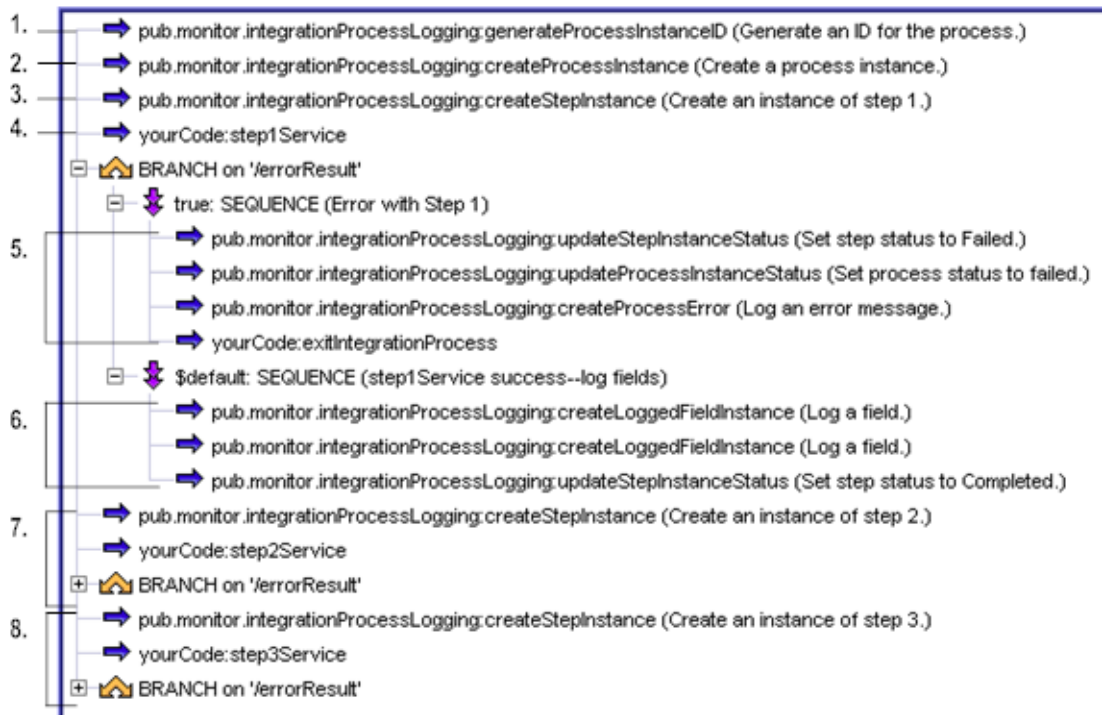 1. pub.monitor.integrationProcessLogging:generateProcessInstanceID (Generate an ID for the process.)
2. pub.monitor.integrationProcessLogging:createProcessInstance (Create a process instance.)
3. pub.monitor.integrationProcessLogging:createStepInstance (Create an instance of step 1.)
4. yourCode:step1Service
BRANCH on '/errorResult'
true: SEQUENCE (Error with Step 1)
5. pub.monitor.integrationProcessLogging:updateStepInstanceStatus (Set step status to Failed.)
pub.monitor.integrationProcessLogging:updateProcessInstanceStatus (Set process status to failed.)
pub.monitor.integrationProcessLogging:createProcessError (Log an error message.)
yourCode:exitIntegrationProcess
$default: SEQUENCE (step1Service success--log fields)
6. pub.monitor.integrationProcessLogging:createLoggedFieldInstance (Log a field.)
pub.monitor.integrationProcessLogging:createLoggedFieldInstance (Log a field.)
pub.monitor.integrationProcessLogging:updateStepInstanceStatus (Set step status to Completed.)
7. pub.monitor.integrationProcessLogging:createStepInstance (Create an instance of step 2.)
yourCode:step2Service
BRANCH on '/errorResult'
8. pub.monitor.integrationProcessLogging:createStepInstance (Create an instance of step 3.)
yourCode:step3Service
BRANCH on '/errorResult'